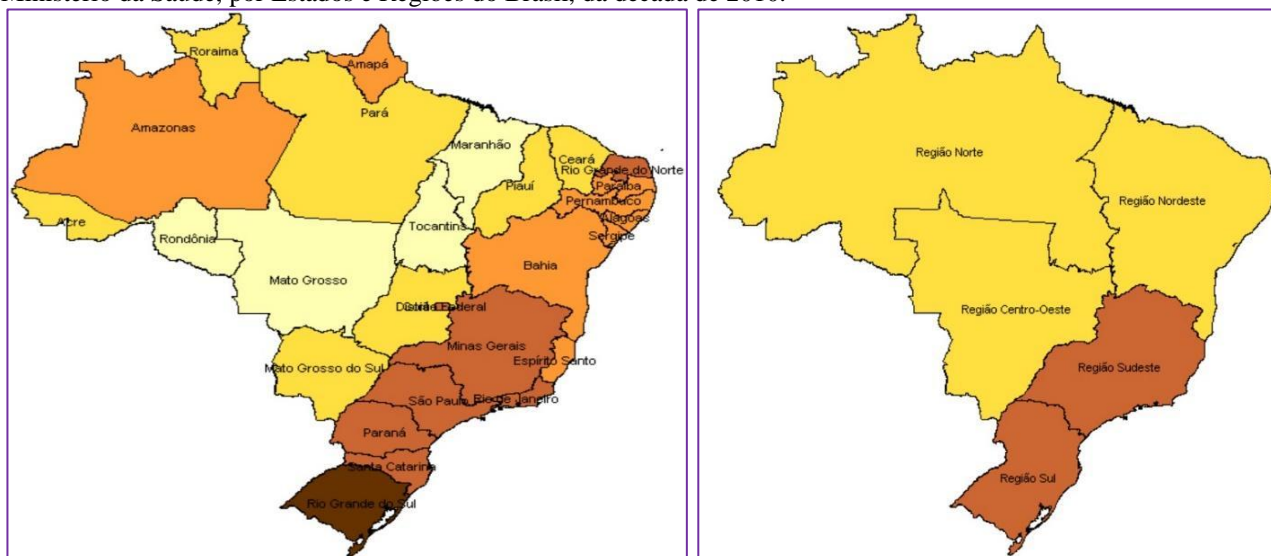 Ministério da Saúde, por Estados e Regiões do Brasil, da década de 2010.
Roraima
Amapá
Amazonas
Pará
Maranhão
Ceará
Rio Grande do Norte
Paraíba
Piauí
Pernambuco
Alagoas
Sergipe
Acre
Rondônia
Tocantins
Bahia
Mato Grosso
Distrito Federal
Minas Gerais
Espírito Santo
Mato Grosso do Sul
São Paulo
Rio de Janeiro
Paraná
Santa Catarina
Rio Grande do Sul
Região Norte
Região Nordeste
Região Centro-Oeste
Região Sudeste
Região Sul